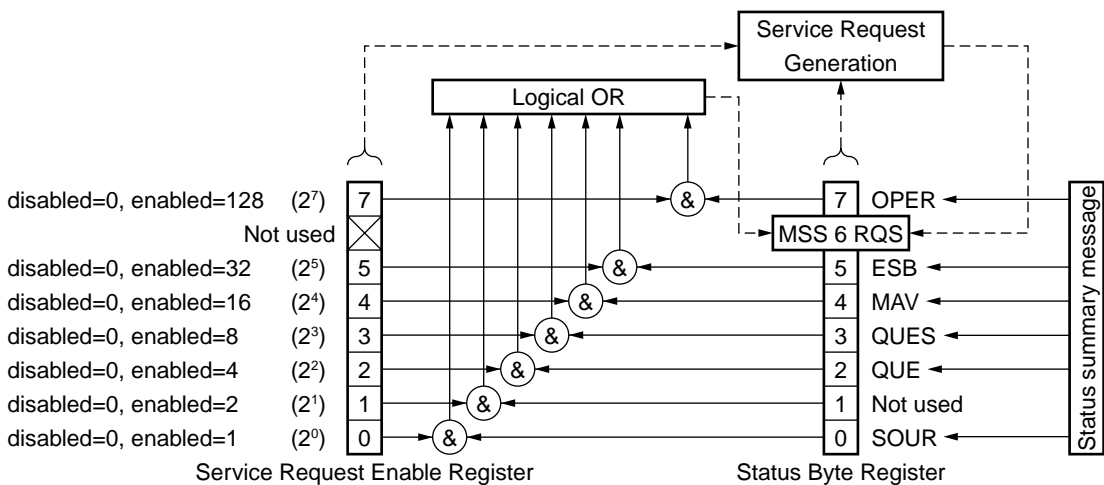 Service Request
Generation
Logical OR
disabled=0, enabled=128 (2⁷) 7 & 7 OPER
Not used MSS 6 RQS
disabled=0, enabled=32 (2⁵) 5 & 5 ESB
disabled=0, enabled=16 (2⁴) 4 & 4 MAV
disabled=0, enabled=8 (2³) 3 & 3 QUES
disabled=0, enabled=4 (2²) 2 & 2 QUE
disabled=0, enabled=2 (2¹) 1 & 1 Not used
disabled=0, enabled=1 (2⁰) 0 & 0 SOUR
Status summary message
Service Request Enable Register Status Byte Register